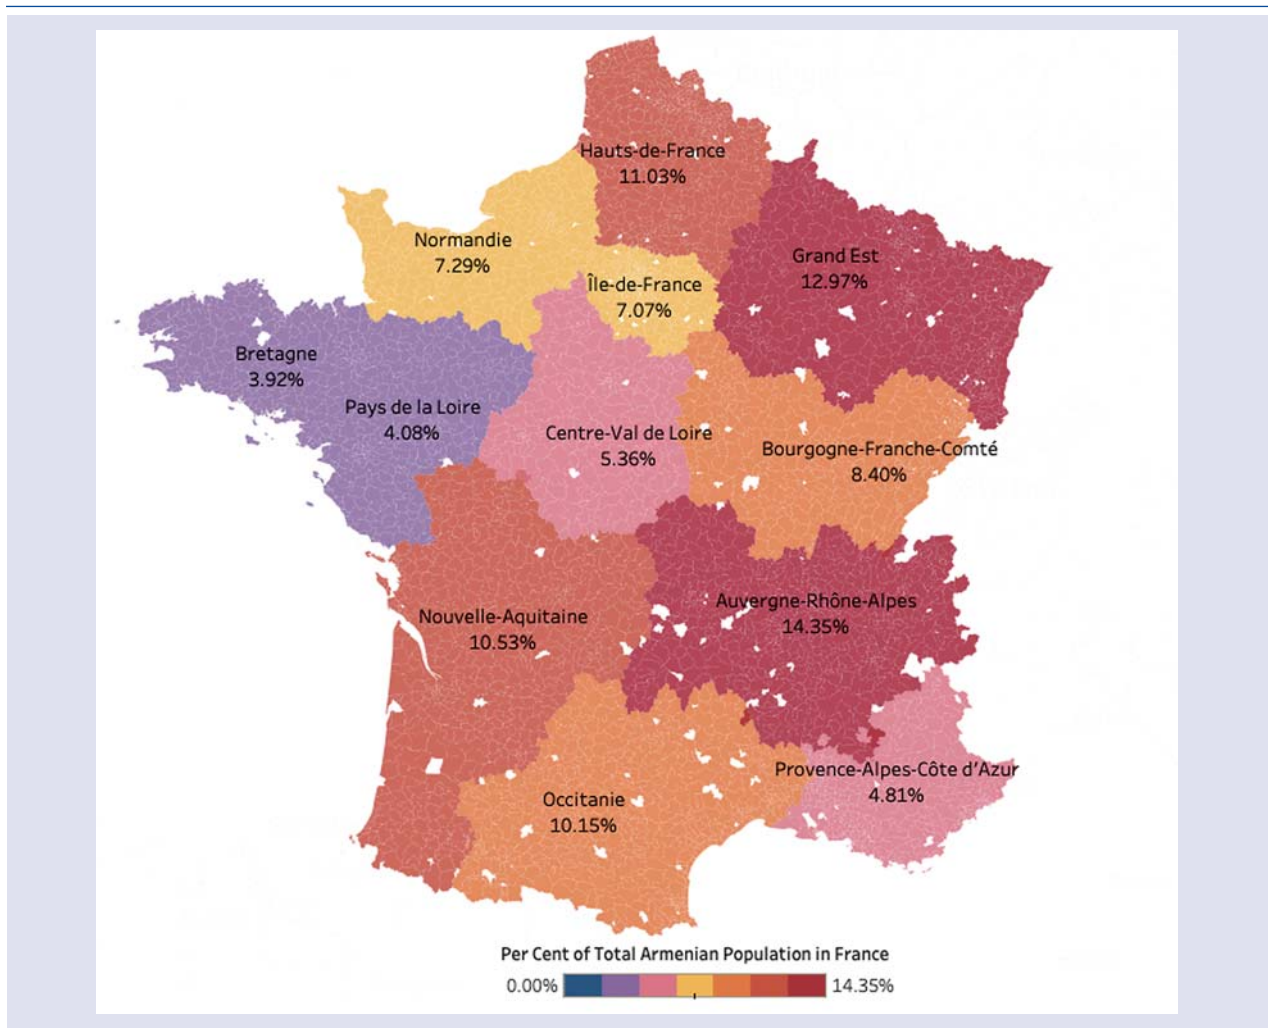 Hauts-de-France
11.03%
Normandie
7.29%
Grand Est
12.97%
Île-de-France
7.07%
Bretagne
3.92%
Pays de la Loire
4.08%
Centre-Val de Loire
5.36%
Bourgogne-Franche-Comté
8.40%
Auvergne-Rhône-Alpes
14.35%
Nouvelle-Aquitaine
10.53%
Provence-Alpes-Côte d'Azur
4.81%
Occitanie
10.15%
Per Cent of Total Armenian Population in France
0.00% 14.35%